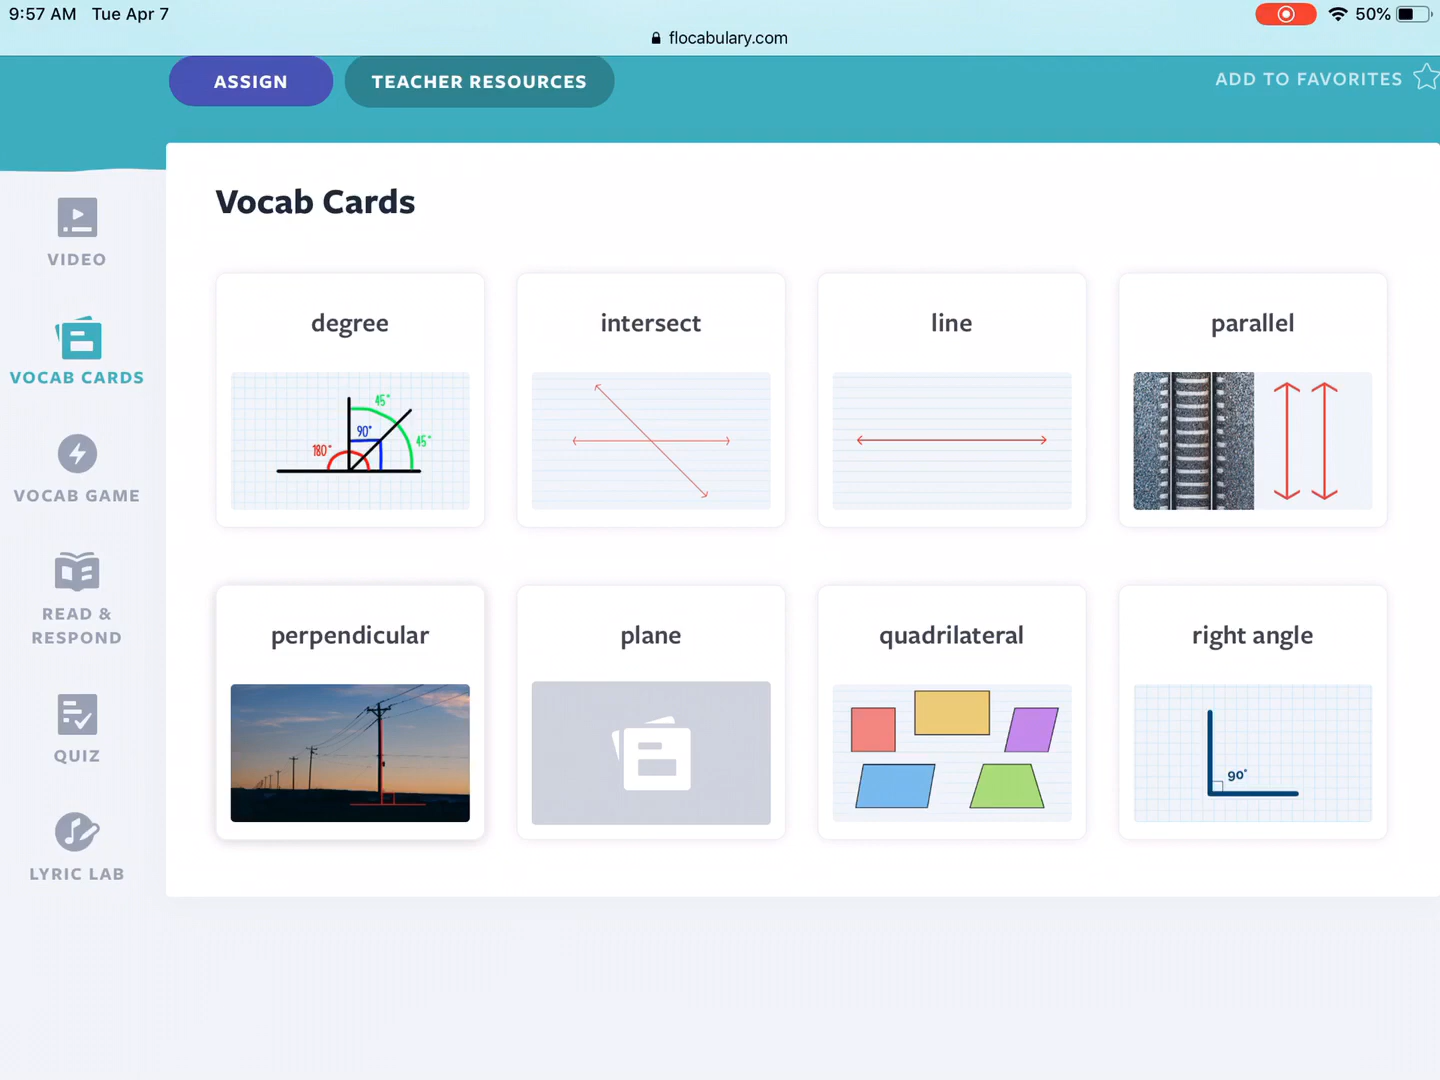 9:57 AM Tue Apr 7
50%
flocabulary.com
ASSIGN
TEACHER RESOURCES
ADD TO FAVORITES
VIDEO
VOCAB CARDS
VOCAB GAME
READ &
RESPOND
QUIZ
LYRIC LAB
Vocab Cards
degree
45°
90°
180°
45°
intersect
line
parallel
perpendicular
plane
quadrilateral
right angle
90°